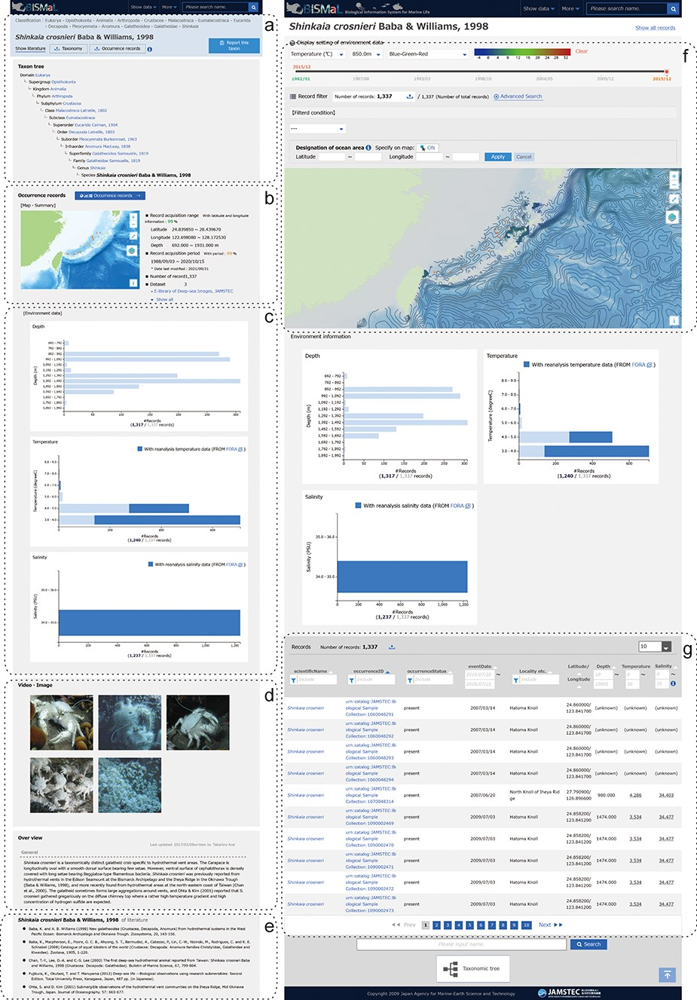 BiSMaL
Show data
More
Please search name.
Classification : Eukarya - Opisthokonta - Animalia - Arthropoda - Crustacea - Malacostraca - Eumalacostraca - Eucarida
- Decapoda - Pleocyemata - Anomura - Galatheoidea - Galatheidae - Shinkaia
a
Shinkaia crosnieri Baba & Williams, 1998
Show literature
Taxonomy
Occurrence records
Report this
taxon
Taxon tree
Domain Eukarya
Supergroup Opisthokonta
Kingdom Animalia
Phylum Arthropoda
Subphylum Crustacea
Class Malacostraca Latreille, 1802
Subclass Eumalacostraca
Superorder Eucarida Calman, 1904
Order Decapoda Latreille, 1803
Suborder Pleocyemata Burkenroad, 1963
Infraorder Anomura MacLeay, 1838
Superfamily Galatheoidea Samouelle, 1819
Family Galatheidae Samouelle, 1819
Genus Shinkaia
Species Shinkaia crosnieri Baba & Williams, 1998
b
Occurrence records
Occurrence records →
[Map - Summary]
■ Record acquisition range With latitude and longitude
information : 99 %
Latitude 24.839850 ~ 28.439670
Longitude 122.698080 ~ 128.172530
Depth 692.000 ~ 1931.000 m
■ Record acquisition period With period : 99 %
1988/09/03 ~ 2020/10/15
* Date last modified : 2021/09/21
■ Number of record1,337
■ Dataset 3
- E-library of Deep-sea Images, JAMSTEC
Show all
c
[Environment data]
Depth
Depth (m)
692 - 792
792 - 892
892 - 992
992 - 1,092
1,092 - 1,192
1,192 - 1,292
1,292 - 1,392
1,392 - 1,492
1,492 - 1,592
1,592 - 1,692
1,692 - 1,792
1,792 - 1,892
1,892 - 1,992
0 50 100 150 200 250 300
#Records
(1,317 / 1,337 records)
Temperature
With reanalysis temperature data (FROM FORA)
Temperature (degreeC)
8.0 - 9.0
7.0 - 8.0
6.0 - 7.0
5.0 - 6.0
4.0 - 5.0
3.0 - 4.0
0 200 400 600
#Records
(1,240 / 1,337 records)
Salinity
With reanalysis salinity data (FROM FORA)
Salinity (PSU)
35.0 - 36.0
34.0 - 35.0
0 200 400 600 800 1,000 1,200
#Records
(1,237 / 1,337 records)
d
Video · Image
Over view
Last updated 2017/03/08written by Takahiro Arai
General
Shinkaia crosnieri is a taxonomically distinct galatheid crab specific to hydrothermal vent areas. The Carapace is
longitudinally oval with a smooth dorsal surface bearing few setae. However, ventral surface of cephalothorax is densely
covered with long setae bearing Beggiatoa-type filamentous bacteria. Shinkaia crosnieri was previously reported from
hydrothermal vents in the Edison Seamount at the Bismarck Archipelago and the Iheya Ridge in the Okinawa Trough
(Baba & Williams, 1998), and more recently found from hydrothermal areas at the north-eastern coast of Taiwan (Chan
et al., 2000). The galatheid sometimes forms large aggregations around vents, and Ohta & Kim (2001) reported that S.
crosnieri gathered gregariously on the diffuse chimney top where a rather high temperature gradient and high
concentration of hydrogen sulfide are expected.
e
Shinkaia crosnieri Baba & Williams, 1998 of literature
Baba, K. and A. B. Williams (1998) New galatheoidea (Crustacea, Decapoda, Anomura) from hydrothermal systems in the West
Pacific Ocean: Bismarck Archipelago and Okinawa Trough. Zoosystema, 20, 143-156.
Baba, K., Macpherson, E., Poore, G. C. B., Ahyong, S. T., Bermudez, A., Cabezas, P., Lin, C.-W., Nizinski, M., Rodrigues, C. and K. E.
Schnabel (2008) Catalogue of squat lobsters of the world (Crustacea: Decapoda: Anomura families Chirstylidae, Galatheidae and
Kiwaidae). Zootaxa, 1905, 1-220.
Chan, T.-Y., Lee, D.-A. and C.-S. Lee (2000) The first deep-sea hydrothermal animal reported from Taiwan: Shinkaia crosnieri Baba
and Williams, 1998 (Crustacea: Decapoda: Galatheidae). Bulletin of Marine Science, 67, 799-804.
Fujikura, K., Okutani, T. and T. Maruyama (2012) Deep-sea life —Biological observations using research submersibles: Second
Edition. Tokai University Press, Kanagawa, Japan, 487 pp. (in Japanese).
Ohta, S. and D. Kim (2001) Submersible observations of the hydrothermal vent communities on the Iheya Ridge, Mid Okinawa
Trough, Japan. Journal of Oceanography. 57: 663-677.
BiSMaL
Biological Information System for Marine Life
Show data
More
Please search name.
Shinkaia crosnieri Baba & Williams, 1998
Show all records
f
Display setting of environment data
Temperature (℃)
850.0m
Blue-Green-Red
-4 0 4 8 12 16 20 24 28 32
Clear
2015/12
1982/01 1987/08 1993/03 1998/10 2004/05 2009/12 2015/12
Record filter
Number of records: 1,337
/ 1,337 (Number of total records)
Advanced Search
【Filterd condition】
---
Designation of ocean area Specify on map: ON
Latitude ~ Longitude ~ Apply Cancel
Environment information
Depth
Depth (m)
692 - 792
792 - 892
892 - 992
992 - 1,092
1,092 - 1,192
1,192 - 1,292
1,292 - 1,392
1,392 - 1,492
1,492 - 1,592
1,592 - 1,692
1,692 - 1,792
1,792 - 1,892
1,892 - 1,992
0 50 100 150 200 250 300
#Records
(1,317 / 1,337 records)
Temperature
With reanalysis temperature data (FROM FORA)
Temperature (degreeC)
8.0 - 9.0
7.0 - 8.0
6.0 - 7.0
5.0 - 6.0
4.0 - 5.0
3.0 - 4.0
0 200 400 600
#Records
(1,240 / 1,337 records)
Salinity
With reanalysis salinity data (FROM FORA)
Salinity (PSU)
35.0 - 36.0
34.0 - 35.0
0 200 400 600 800 1,000 1,200
#Records
(1,237 / 1,337 records)
g
Records Number of records: 1,337
10
scientificName occurrenceID occurrenceStatus eventDate Locality etc. Latitude/ Longitude Depth Temperature Salinity
Include Include Include 2015/07/22 ~ 2016/07/22 Include 10 ~ 10005 0 ~ 30 0 ~ 35
Shinkaia crosnieri urn:catalog:JAMSTEC:Bi ological Sample Collection:1060048291 present 2007/03/14 Hatoma Knoll 24.860000/ 123.841700 (unknown) (unknown) (unknown)
Shinkaia crosnieri urn:catalog:JAMSTEC:Bi ological Sample Collection:1060048292 present 2007/03/14 Hatoma Knoll 24.860000/ 123.841700 (unknown) (unknown) (unknown)
Shinkaia crosnieri urn:catalog:JAMSTEC:Bi ological Sample Collection:1060048293 present 2007/03/14 Hatoma Knoll 24.860000/ 123.841700 (unknown) (unknown) (unknown)
Shinkaia crosnieri urn:catalog:JAMSTEC:Bi ological Sample Collection:1060048294 present 2007/03/14 Hatoma Knoll 24.860000/ 123.841700 (unknown) (unknown) (unknown)
Shinkaia crosnieri urn:catalog:JAMSTEC:Bi ological Sample Collection:1070048314 present 2007/06/20 North Knoll of Iheya Rid ge 27.790900/ 126.896600 980.000 4.286 34.403
Shinkaia crosnieri urn:catalog:JAMSTEC:Bi ological Sample Collection:1090002469 present 2009/07/03 Hatoma Knoll 24.858200/ 123.841200 1474.000 3.534 34.477
Shinkaia crosnieri urn:catalog:JAMSTEC:Bi ological Sample Collection:1090002470 present 2009/07/03 Hatoma Knoll 24.858200/ 123.841200 1474.000 3.534 34.477
Shinkaia crosnieri urn:catalog:JAMSTEC:Bi ological Sample Collection:1090002471 present 2009/07/03 Hatoma Knoll 24.858200/ 123.841200 1474.000 3.534 34.477
Shinkaia crosnieri urn:catalog:JAMSTEC:Bi ological Sample Collection:1090002472 present 2009/07/03 Hatoma Knoll 24.858200/ 123.841200 1474.000 3.534 34.477
Shinkaia crosnieri urn:catalog:JAMSTEC:Bi ological Sample Collection:1090002473 present 2009/07/03 Hatoma Knoll 24.858200/ 123.841200 1474.000 3.534 34.477
◀◀ Prev 1 2 3 4 5 6 7 8 9 10 Next ▶▶
Please input name.
Search
Taxonomic tree
Copyright 2009 Japan Agency for Marine-Earth Science and Technology
JAMSTEC